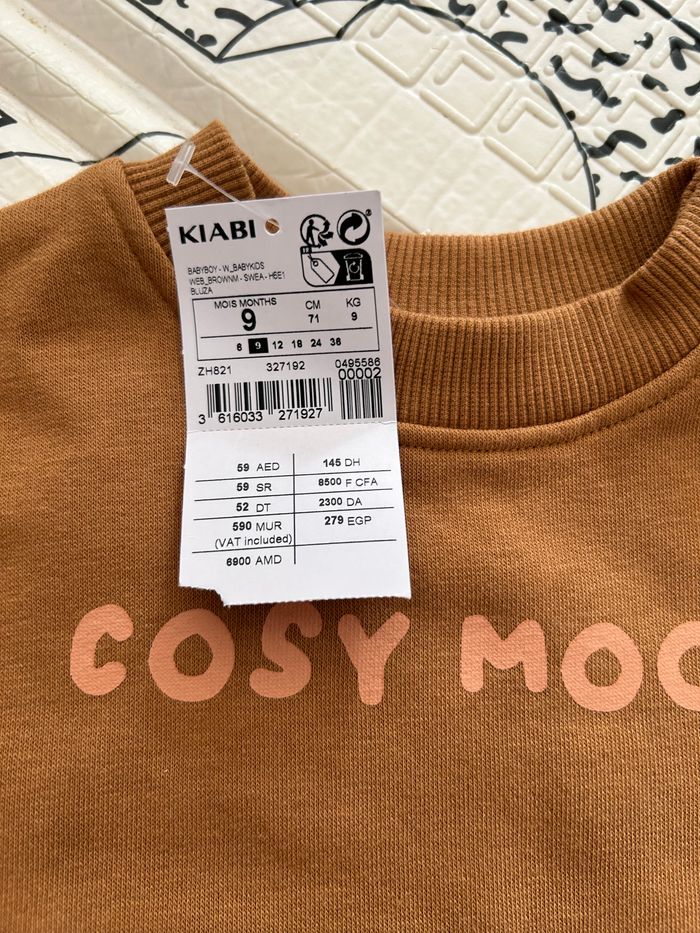 KIABI
BABYBOY - W_BABYKIDS
WEB_BROWNM - SWEA - H6E1
BLUZA
MOIS MONTHS CM KG
9 71 9
6 9 12 18 24 36
ZH821 327192 0495586
00002
3 616033 271927
59 AED 145 DH
59 SR 8500 F CFA
52 DT 2300 DA
590 MUR 279 EGP
(VAT included)
6900 AMD
COSY MOO